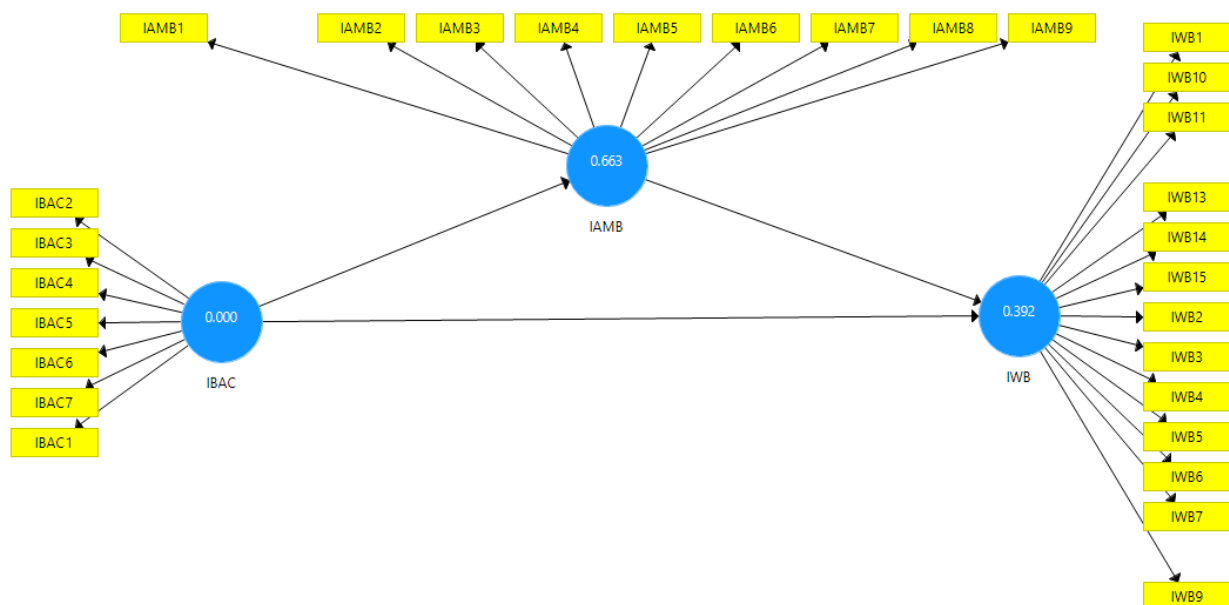 IAMB1
IAMB2
IAMB3
IAMB4
IAMB5
IAMB6
IAMB7
IAMB8
IAMB9
IWB1
IWB10
IWB11
0.663
IAMB
IBAC2
IBAC3
IBAC4
IBAC5
IBAC6
IBAC7
IBAC1
0.000
IBAC
0.392
IWB
IWB13
IWB14
IWB15
IWB2
IWB3
IWB4
IWB5
IWB6
IWB7
IWB9